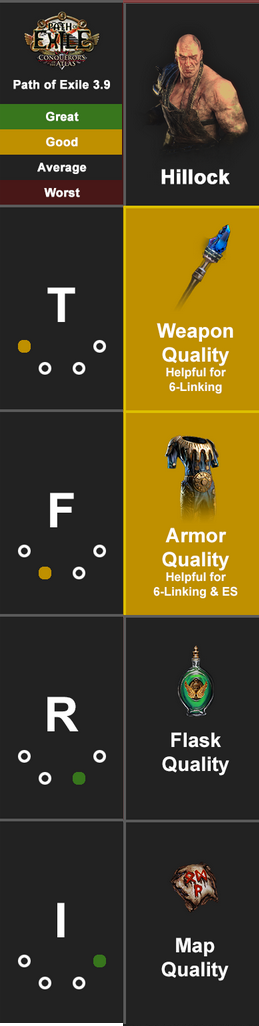 PATH
OF
EXILE
CONQUERORS
OF THE ATLAS
Path of Exile 3.9
Great
Good
Average
Worst
Hillock
T
Weapon
Quality
Helpful for
6-Linking
F
Armor
Quality
Helpful for
6-Linking & ES
R
Flask
Quality
I
Map
Quality